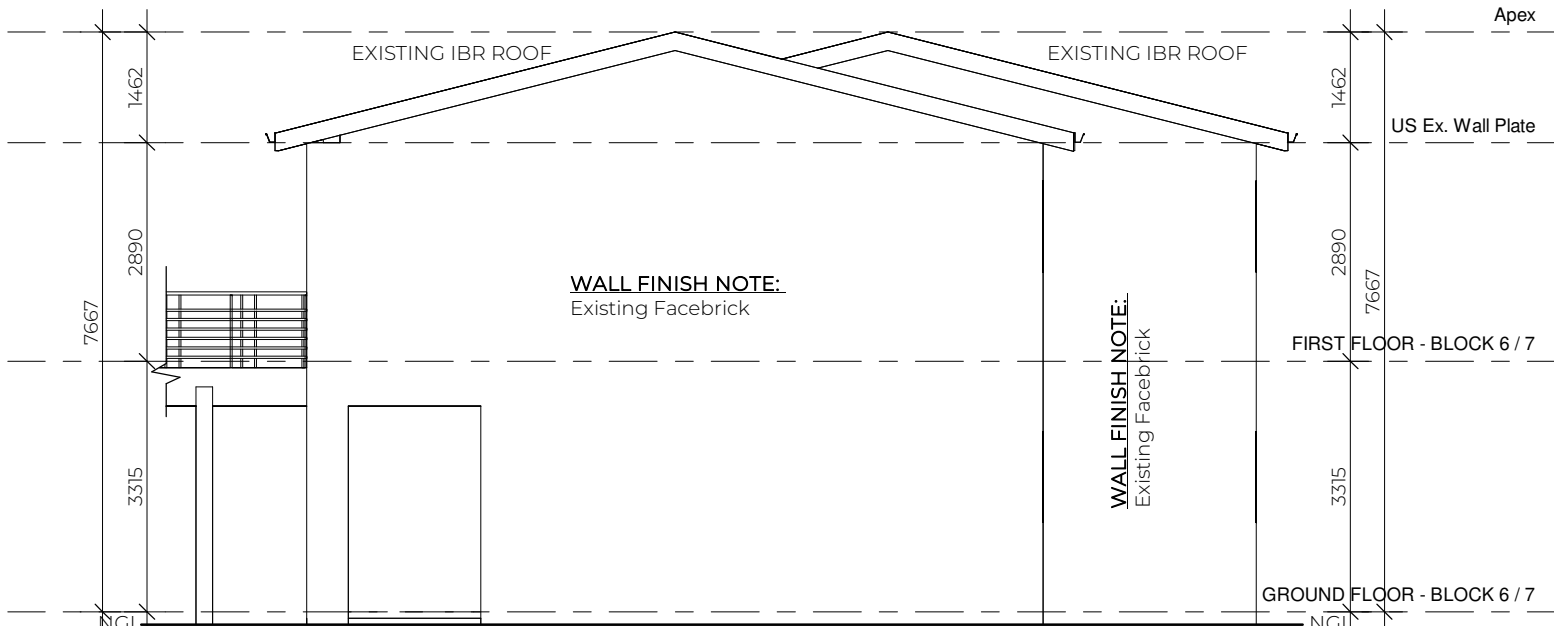 Apex
EXISTING IBR ROOF
EXISTING IBR ROOF
1462
1462
US Ex. Wall Plate
2890
2890
WALL FINISH NOTE:
Existing Facebrick
7667
7667
WALL FINISH NOTE:
Existing Facebrick
FIRST FLOOR - BLOCK 6 / 7
3315
3315
GROUND FLOOR - BLOCK 6 / 7
NGL
NGL